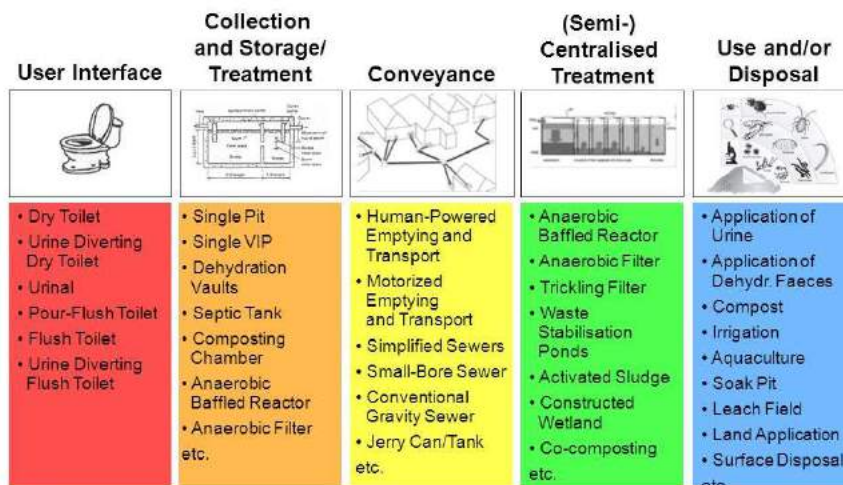 User Interface
Collection
and Storage/
Treatment
Conveyance
(Semi-)
Centralised
Treatment
Use and/or
Disposal
• Dry Toilet
• Urine Diverting
Dry Toilet
• Urinal
• Pour-Flush Toilet
• Flush Toilet
• Urine Diverting
Flush Toilet
• Single Pit
• Single VIP
• Dehydration
Vaults
• Septic Tank
• Composting
Chamber
• Anaerobic
Baffled Reactor
• Anaerobic Filter
etc.
• Human-Powered
Emptying and
Transport
• Motorized
Emptying
and Transport
• Simplified Sewers
• Small-Bore Sewer
• Conventional
Gravity Sewer
• Jerry Can/Tank
etc.
• Anaerobic
Baffled Reactor
• Anaerobic Filter
• Trickling Filter
• Waste
Stabilisation
Ponds
• Activated Sludge
• Constructed
Wetland
• Co-composting
etc.
• Application of
Urine
• Application of
Dehydr. Faeces
• Compost
• Irrigation
• Aquaculture
• Soak Pit
• Leach Field
• Land Application
• Surface Disposal